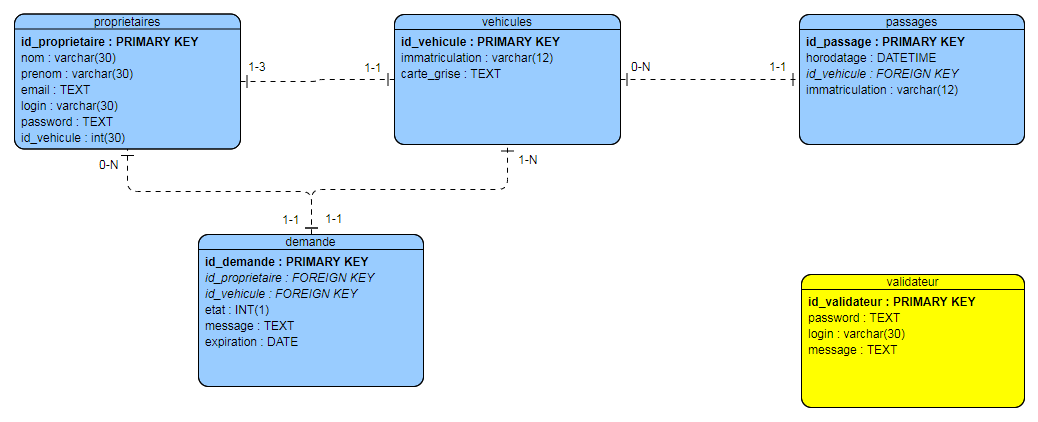 proprietaires
id_proprietaire : PRIMARY KEY
nom : varchar(30)
prenom : varchar(30)
email : TEXT
login : varchar(30)
password : TEXT
id_vehicule : int(30)
1-3
1-1
vehicules
id_vehicule : PRIMARY KEY
immatriculation : varchar(12)
carte_grise : TEXT
0-N
1-1
passages
id_passage : PRIMARY KEY
horodatage : DATETIME
id_vehicule : FOREIGN KEY
immatriculation : varchar(12)
0-N
1-N
1-1
1-1
demande
id_demande : PRIMARY KEY
id_proprietaire : FOREIGN KEY
id_vehicule : FOREIGN KEY
etat : INT(1)
message : TEXT
expiration : DATE
validateur
id_validateur : PRIMARY KEY
password : TEXT
login : varchar(30)
message : TEXT